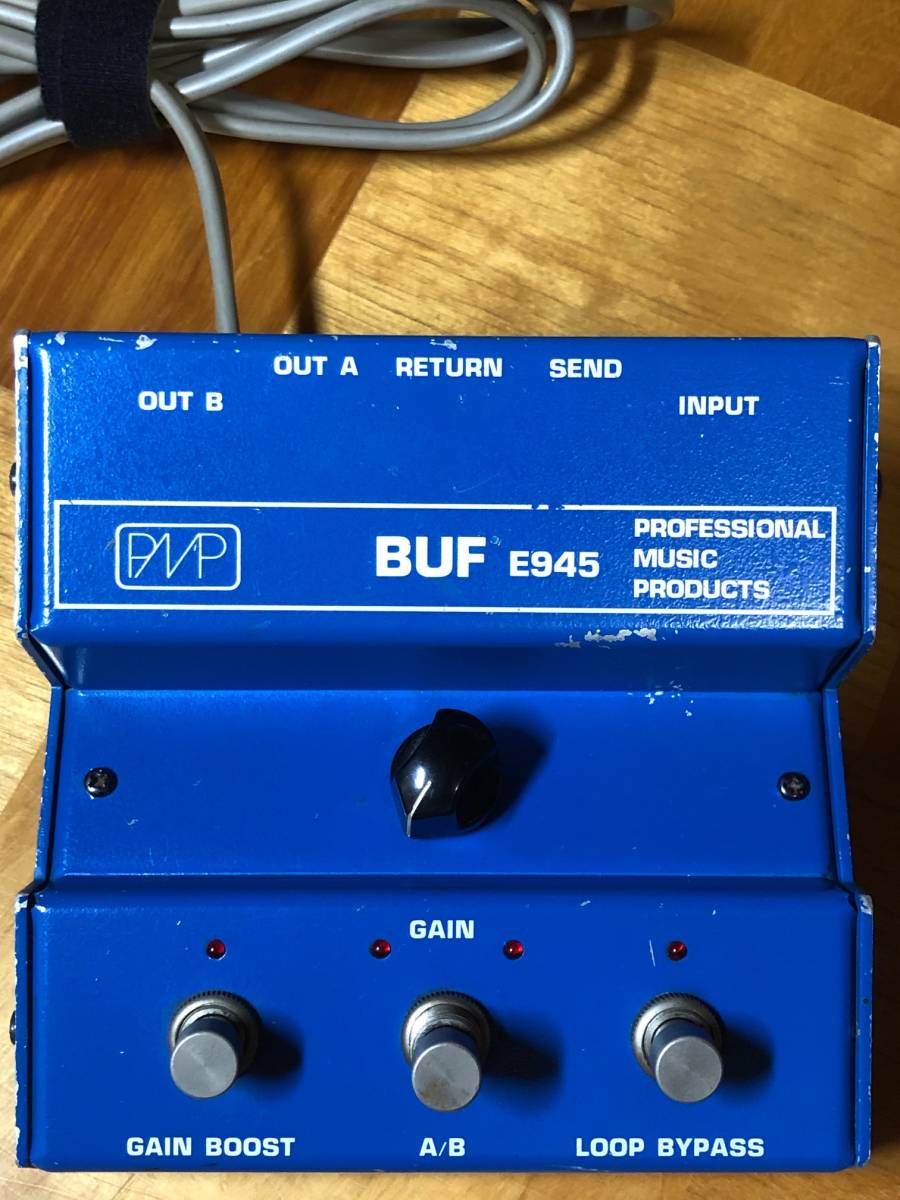 OUT A RETURN SEND
OUT B INPUT
PMP BUF E945 PROFESSIONAL
MUSIC
PRODUCTS
GAIN
GAIN BOOST A/B LOOP BYPASS